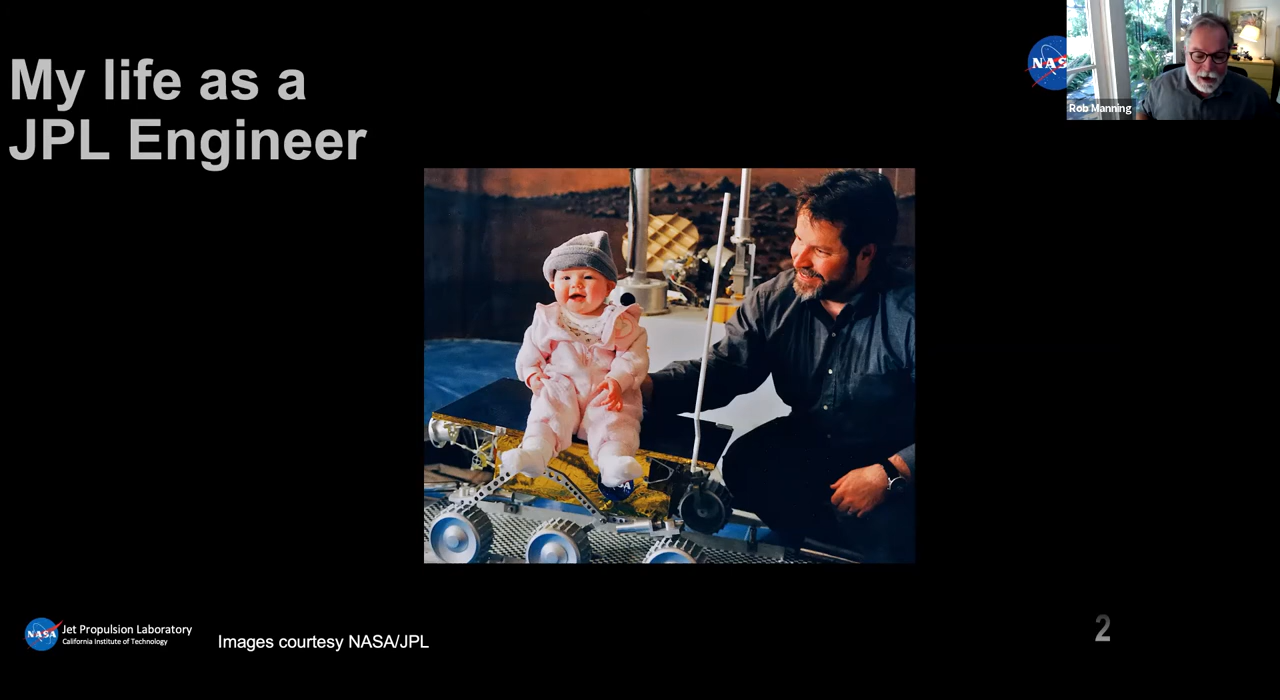 My life as a
JPL Engineer
NAS
Rob Manning
NASA
Jet Propulsion Laboratory
California Institute of Technology
Images courtesy NASA/JPL
2